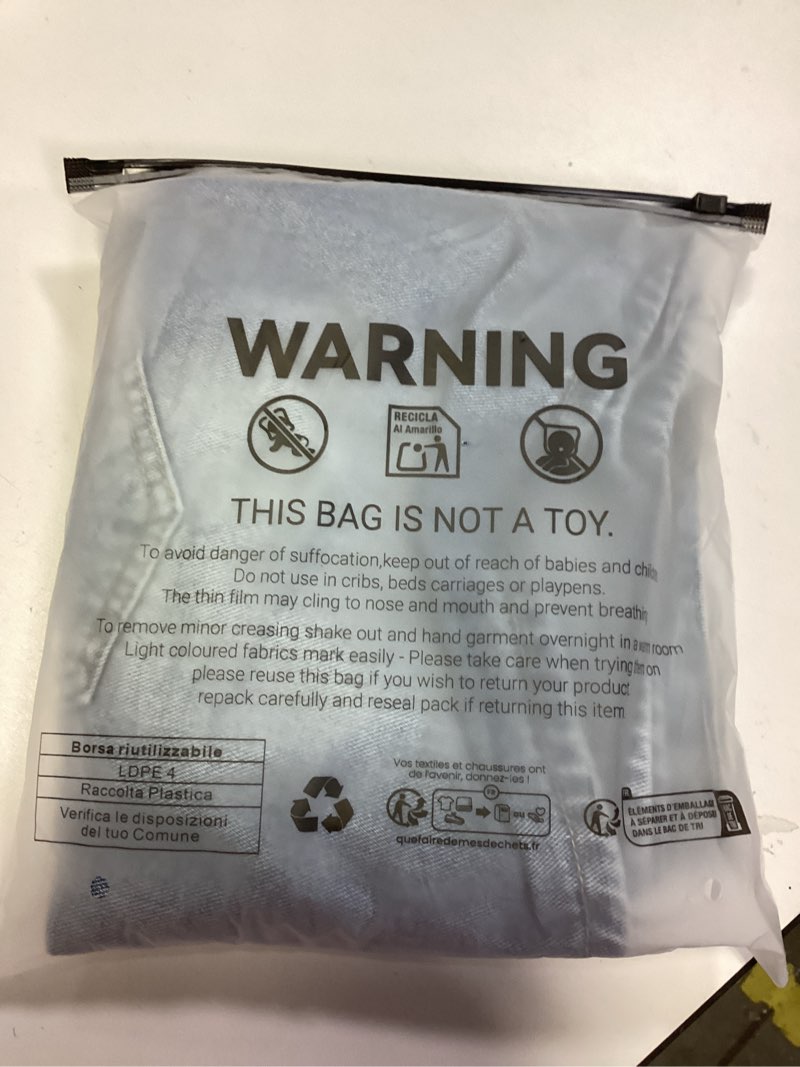 WARNING
RECICLA
Al Amarillo
THIS BAG IS NOT A TOY.
To avoid danger of suffocation,keep out of reach of babies and
Do not use in cribs, beds carriages or playpens.
The thin film may cling to nose and mouth and prevent
To remove minor creasing shake out and hand garment overnight in a warm room
Light coloured fabrics mark easily - Please take care when trying on
please reuse this bag if you wish to return your product
repack carefully and reseal pack if returning this item
Borsa riutilizzabile
LDPE 4
Raccolta Plastica
Verifica le disposizioni
del tuo Comune
Vos textiles et chaussures ont
de l'avenir, donnez-les !
FR
OU
quefairedemesdechets.fr
FR
ÉLÉMENTS D'EMBALLAGE
À SÉPARER ET À DÉPOSER
DANS LE BAC DE TRI